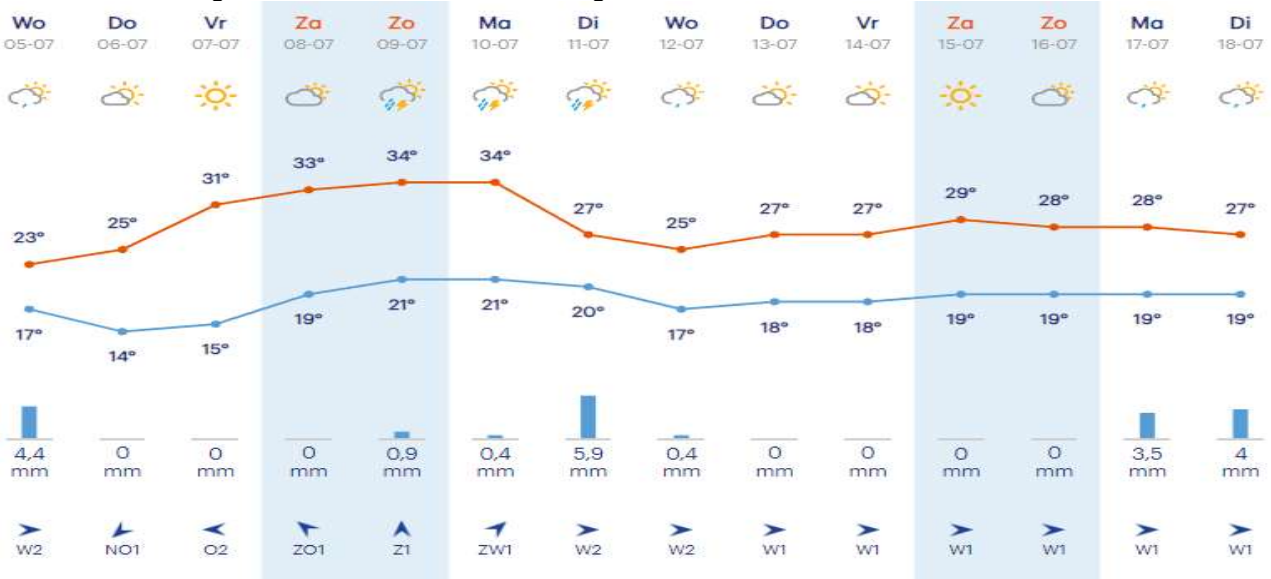 Wo Do Vr Za Zo Ma Di Wo Do Vr Za Zo Ma Di
05-07 06-07 07-07 08-07 09-07 10-07 11-07 12-07 13-07 14-07 15-07 16-07 17-07 18-07
23° 25° 31° 33° 34° 34° 27° 25° 27° 27° 29° 28° 28° 27°
17° 14° 15° 19° 21° 21° 20° 17° 18° 18° 19° 19° 19° 19°
4,4 0 0 0 0,9 0,4 5,9 0,4 0 0 0 0 3,5 4
mm mm mm mm mm mm mm mm mm mm mm mm mm mm
W2 NO1 O2 ZO1 Z1 ZW1 W2 W2 W1 W1 W1 W1 W1 W1